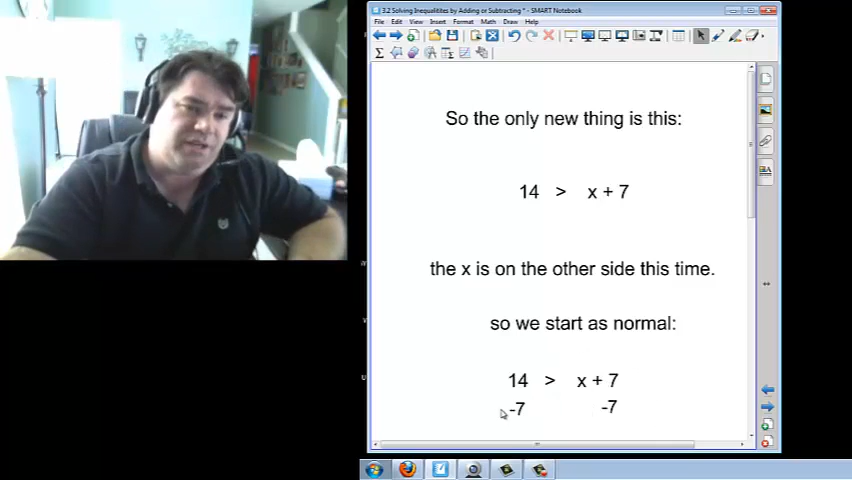 3.2 Solving Inequalitites by Adding or Subtracting * - SMART Notebook
File Edit View Insert Format Math Draw Help
So the only new thing is this:
14 > x + 7
the x is on the other side this time.
so we start as normal:
14 > x + 7
-7 -7